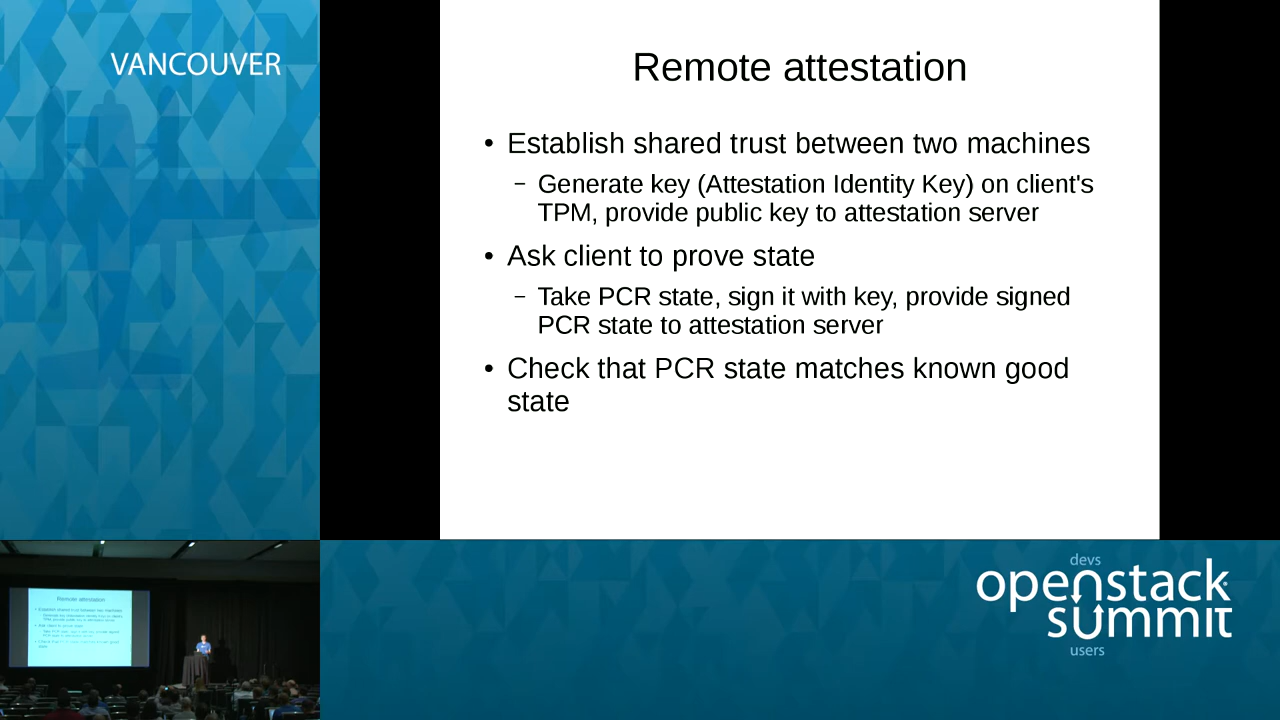 VANCOUVER
Remote attestation
• Establish shared trust between two machines
– Generate key (Attestation Identity Key) on client's
TPM, provide public key to attestation server
• Ask client to prove state
– Take PCR state, sign it with key, provide signed
PCR state to attestation server
• Check that PCR state matches known good
state
Remote attestation
devs
openstack
summit
users